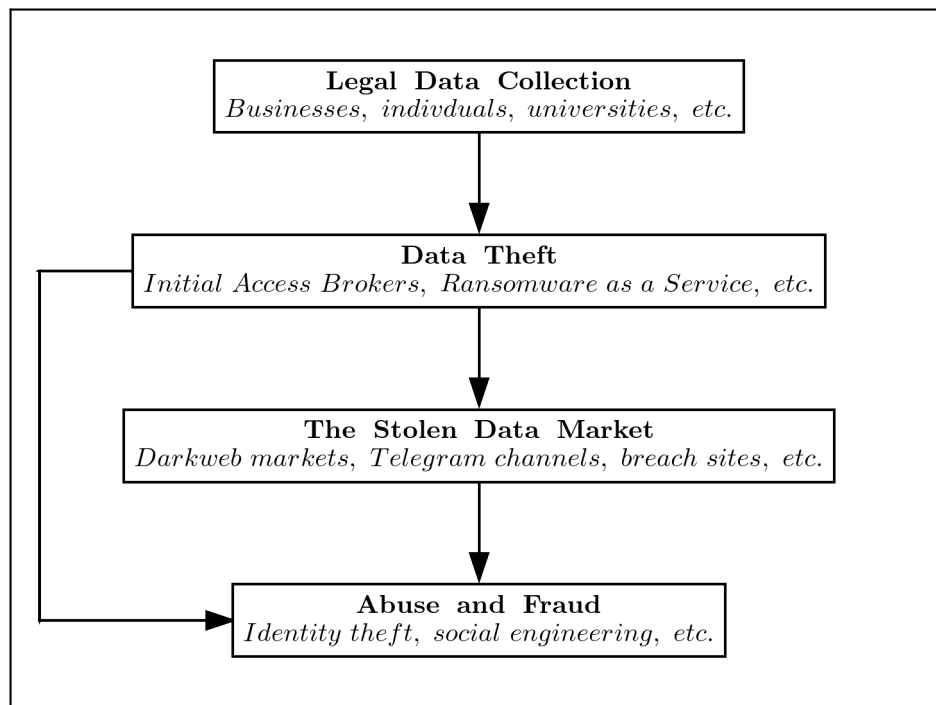 Legal Data Collection
Businesses, indivduals, universities, etc.
Data Theft
Initial Access Brokers, Ransomware as a Service, etc.
The Stolen Data Market
Darkweb markets, Telegram channels, breach sites, etc.
Abuse and Fraud
Identity theft, social engineering, etc.